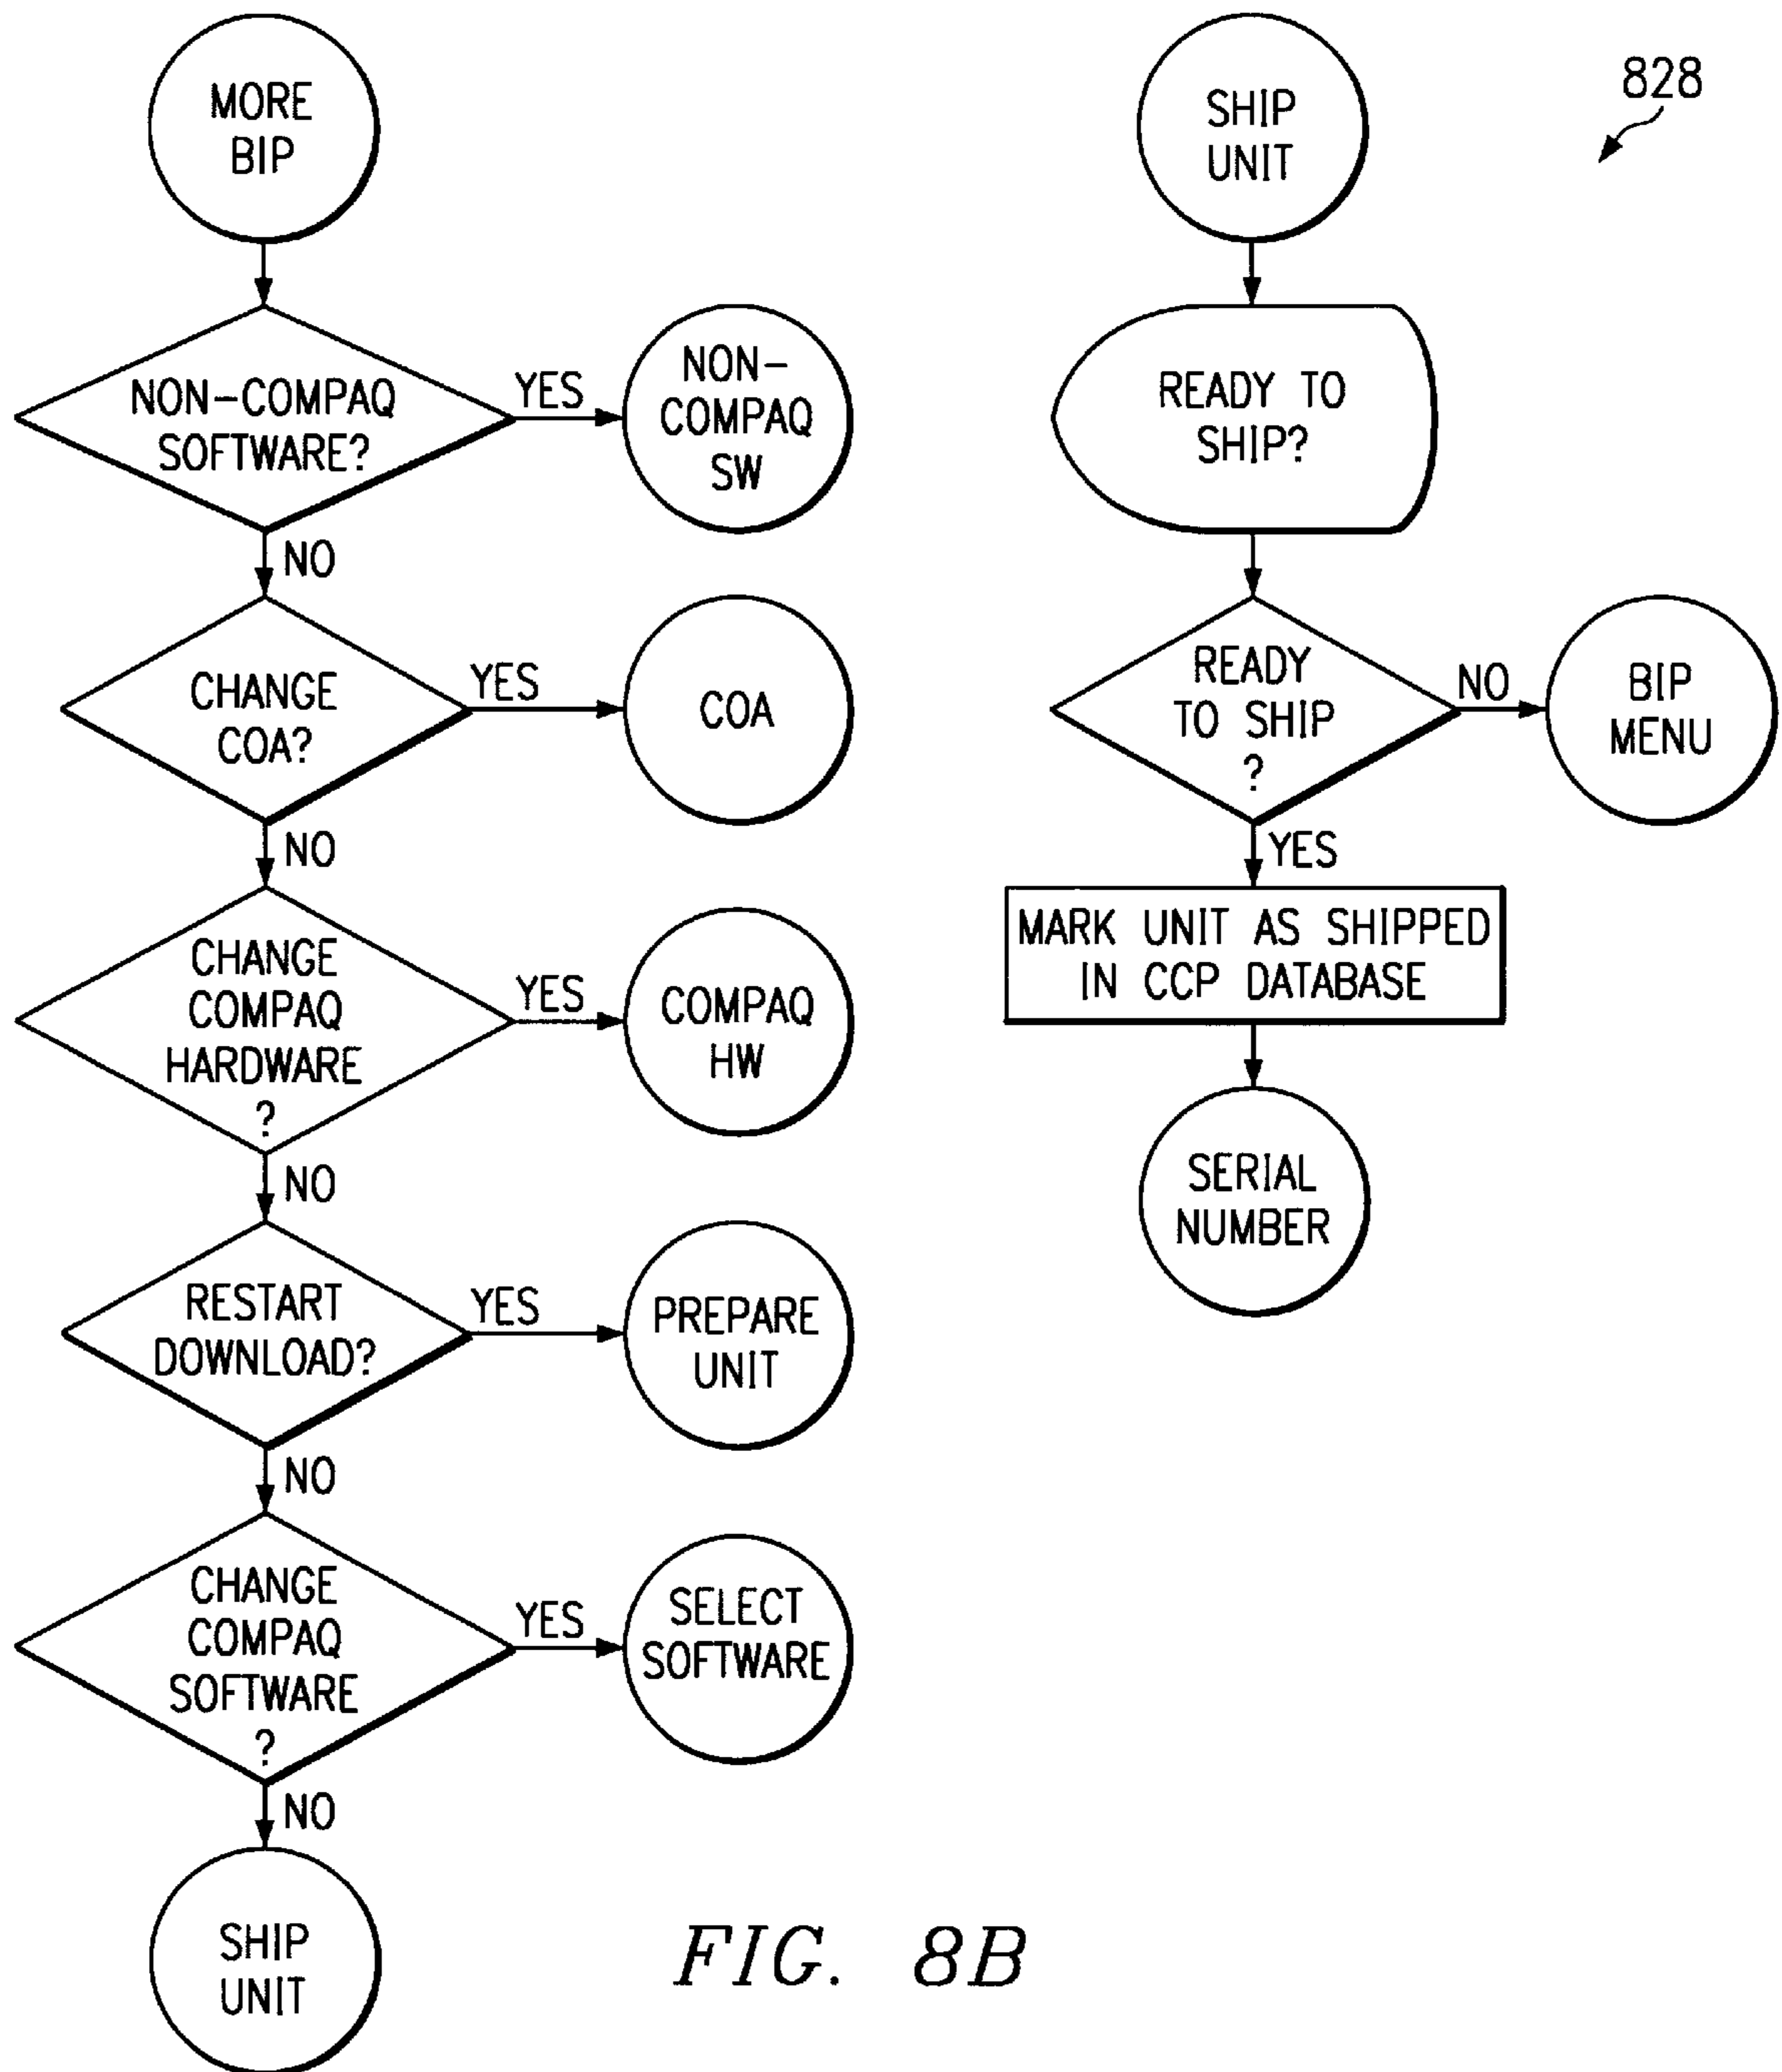 MORE
BIP
NON-COMPAQ
SOFTWARE?
YES
NON-
COMPAQ
SW
NO
CHANGE
COA?
YES
COA
NO
CHANGE
COMPAQ
HARDWARE
?
YES
COMPAQ
HW
NO
RESTART
DOWNLOAD?
YES
PREPARE
UNIT
NO
CHANGE
COMPAQ
SOFTWARE
?
YES
SELECT
SOFTWARE
NO
SHIP
UNIT
828
SHIP
UNIT
READY TO
SHIP?
READY
TO SHIP
?
NO
BIP
MENU
YES
MARK UNIT AS SHIPPED
IN CCP DATABASE
SERIAL
NUMBER
FIG. 8B